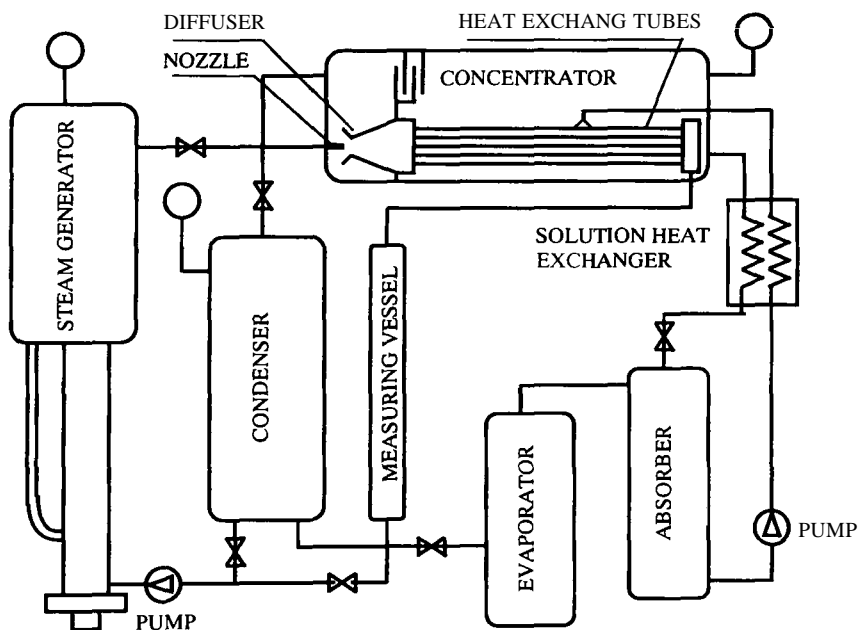 DIFFUSER
HEAT EXCHANG TUBES
NOZZLE
CONCENTRATOR
STEAM GENERATOR
SOLUTION HEAT
EXCHANGER
CONDENSER
MEASURING VESSEL
EVAPORATOR
ABSORBER
PUMP
PUMP